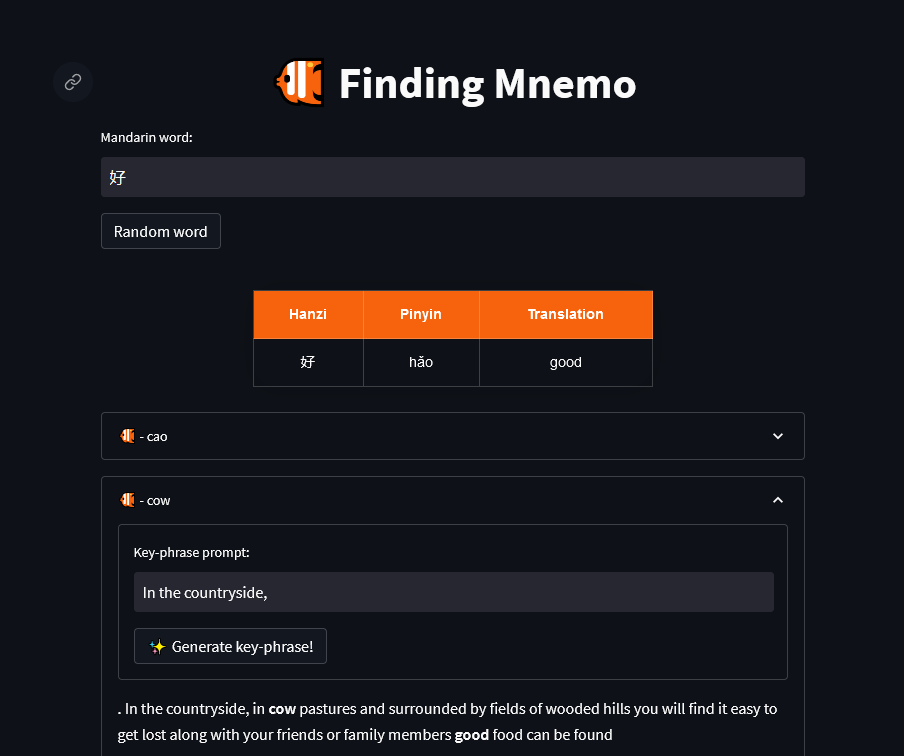 Finding Mnemo
Mandarin word:
好
Random word
Hanzi Pinyin Translation
好 hǎo good
- cao
- cow
Key-phrase prompt:
In the countryside,
✨ Generate key-phrase!
. In the countryside, in cow pastures and surrounded by fields of wooded hills you will find it easy to
get lost along with your friends or family members good food can be found